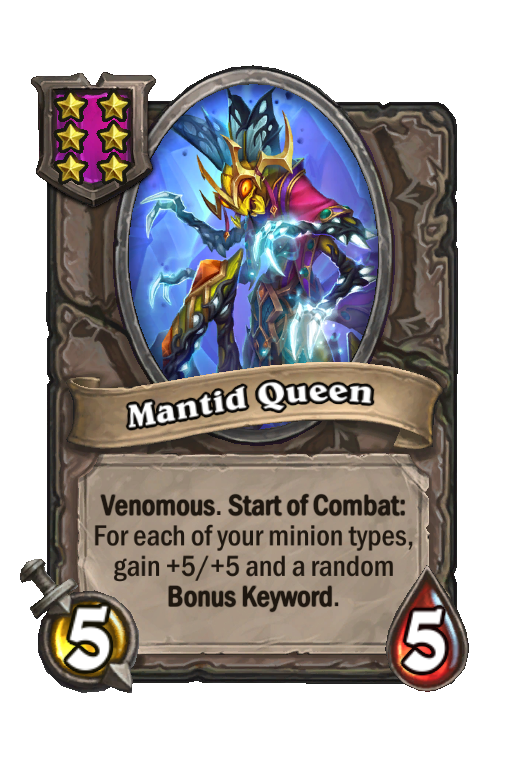 Mantid Queen
Venomous. Start of Combat:
For each of your minion types,
gain +5/+5 and a random
Bonus Keyword.
5
5